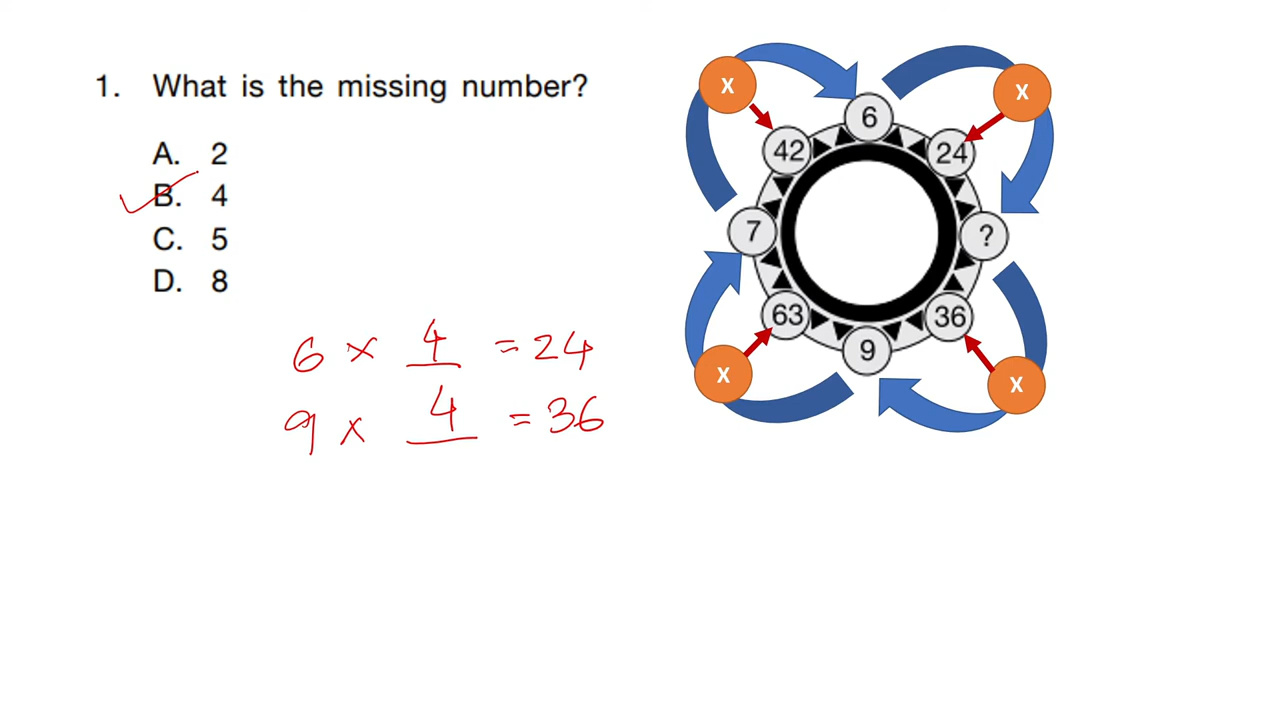 1. What is the missing number?
A. 2
B. 4
C. 5
D. 8
6 x 4 = 24
9 x 4 = 36
X
X
6
42
24
7
?
63
36
9
X
X